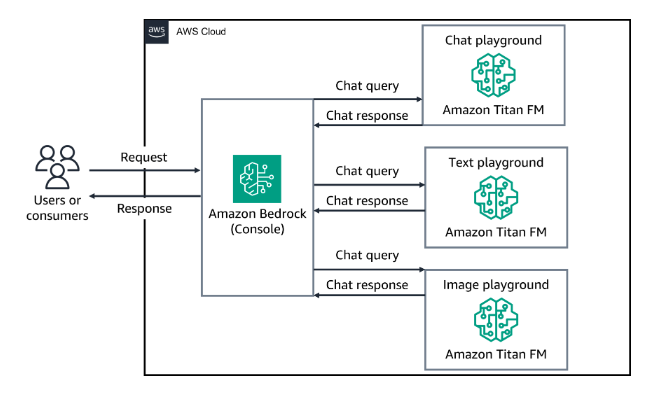 aws
AWS Cloud
Chat playground
Amazon Titan FM
Chat query
Chat response
Request
Response
Users or
consumers
Amazon Bedrock
(Console)
Chat query
Chat response
Text playground
Amazon Titan FM
Chat query
Chat response
Image playground
Amazon Titan FM